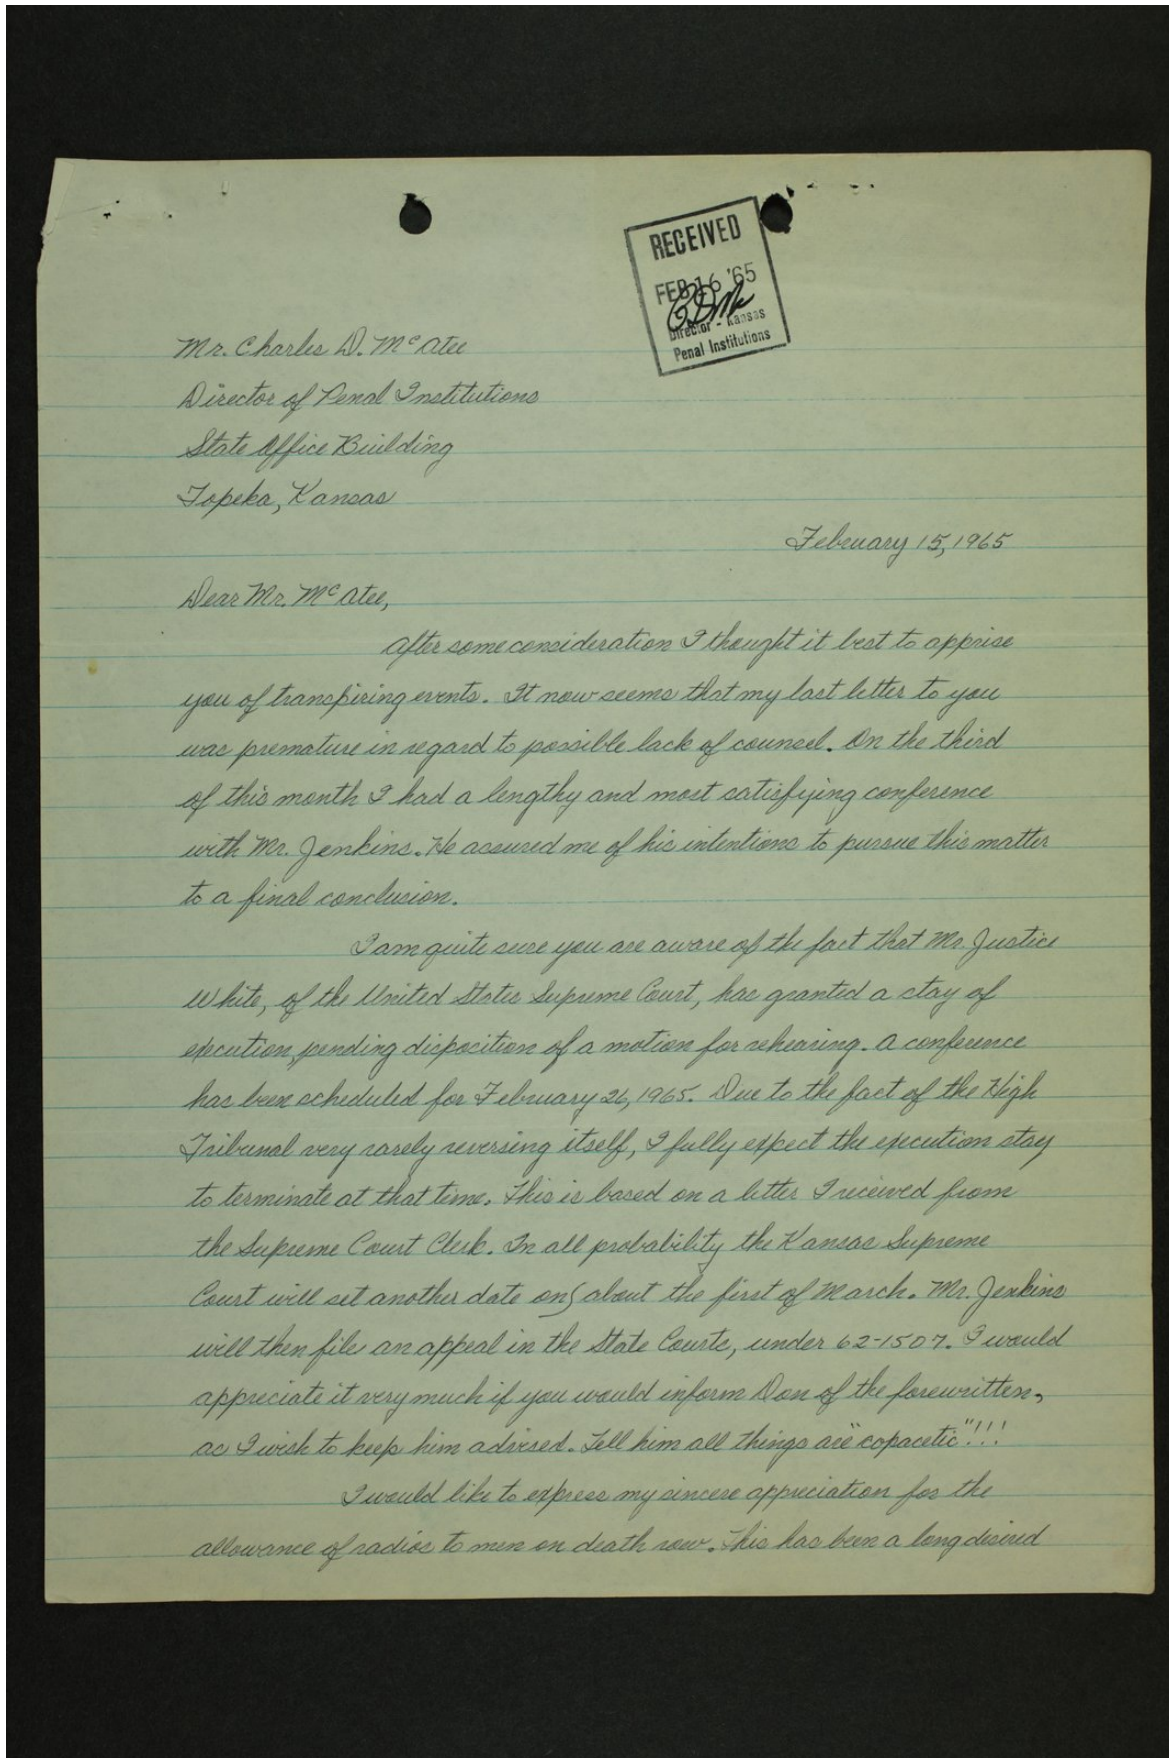 RECEIVED
FEB 16 '65
Director - Kansas
Penal Institutions
Mr. Charles D. McAtee
Director of Penal Institutions
State Office Building
Topeka, Kansas
February 15, 1965
Dear Mr. McAtee,
After some consideration I thought it best to apprise
you of transpiring events. It now seems that my last letter to you
was premature in regard to possible lack of counsel. On the third
of this month I had a lengthy and most satisfying conference
with Mr. Jenkins. He assured me of his intentions to pursue this matter
to a final conclusion.
I am quite sure you are aware of the fact that Mr. Justice
White, of the United States Supreme Court, has granted a stay of
execution, pending disposition of a motion for rehearing. A conference
has been scheduled for February 26, 1965. Due to the fact of the High
Tribunal very rarely reversing itself, I fully expect the execution stay
to terminate at that time. This is based on a letter I received from
the Supreme Court Clerk. In all probability the Kansas Supreme
Court will set another date on, about the first of March. Mr. Jenkins
will then file an appeal in the State Courts, under 62-1507. I would
appreciate it very much if you would inform Don of the forewritten,
as I wish to keep him advised. Tell him all things are "copacetic"!!!
I would like to express my sincere appreciation for the
allowance of radios to men on death row. This has been a long desired